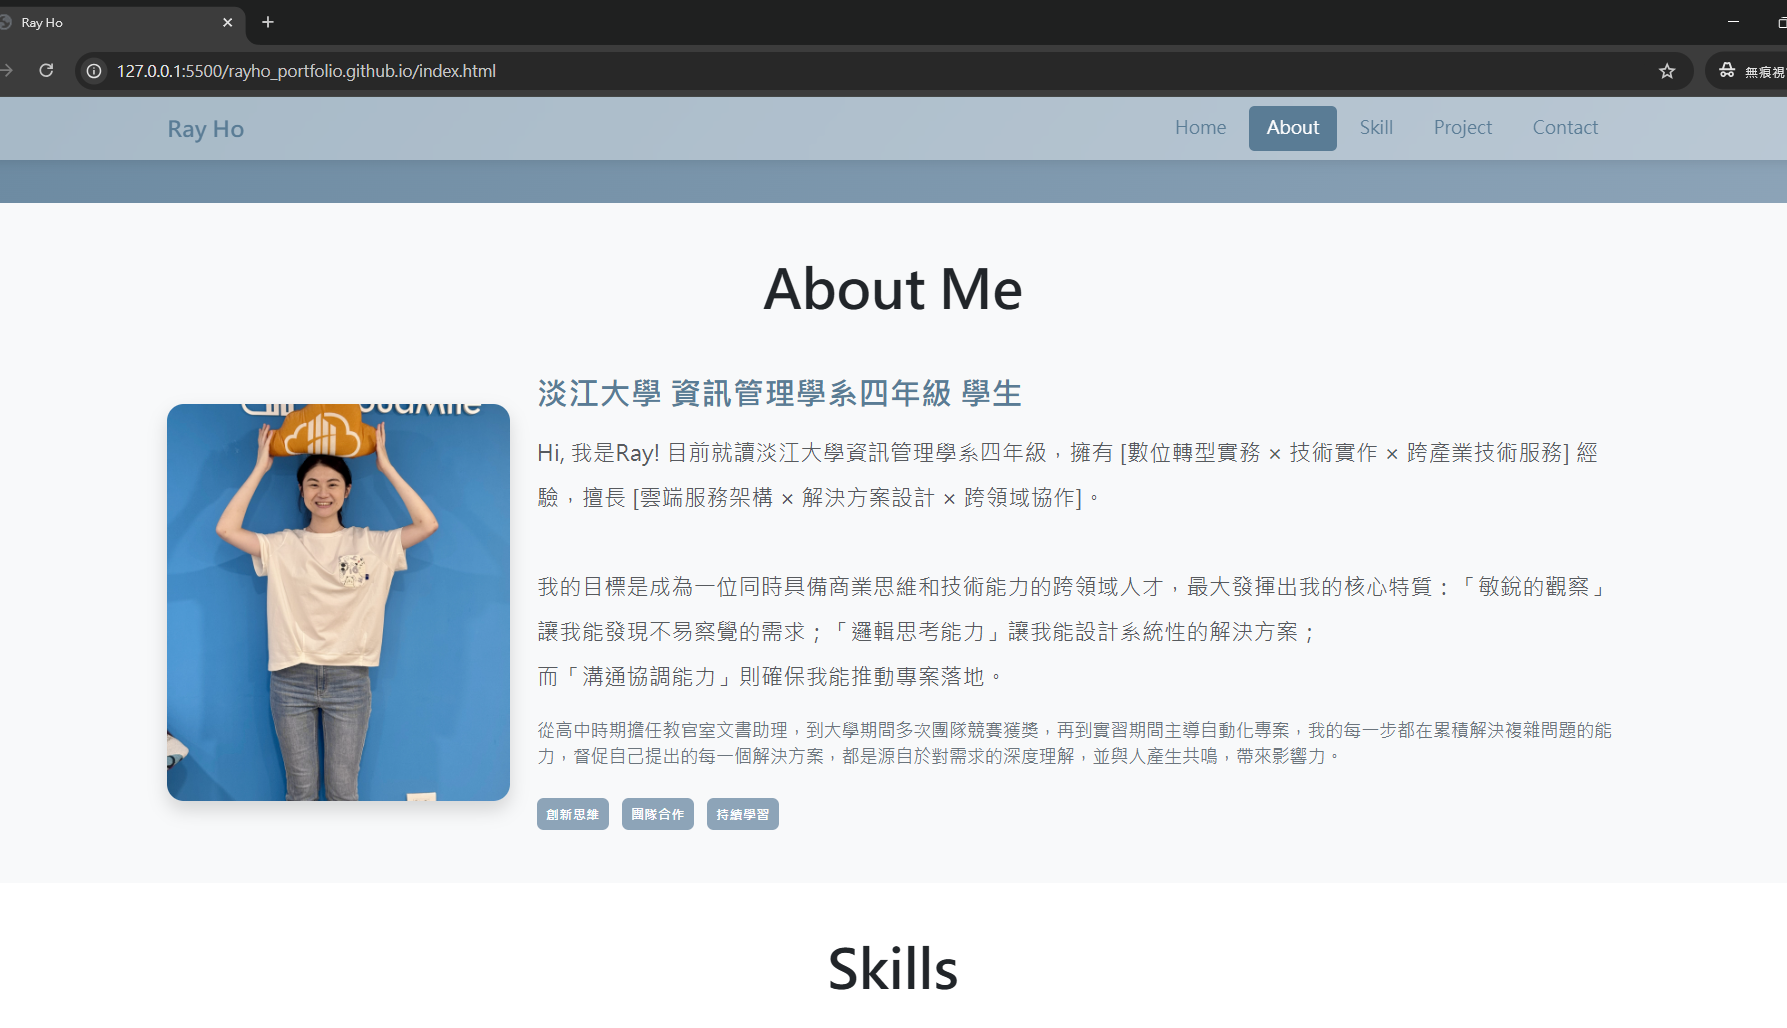 Ray Ho
127.0.0.1:5500/rayho_portfolio.github.io/index.html
無痕視
Ray Ho
Home
About
Skill
Project
Contact
About Me
淡江大學 資訊管理學系四年級 學生
Hi, 我是Ray! 目前就讀淡江大學資訊管理學系四年級，擁有 [數位轉型實務 × 技術實作 × 跨產業技術服務] 經
驗，擅長 [雲端服務架構 × 解決方案設計 × 跨領域協作]。
我的目標是成為一位同時具備商業思維和技術能力的跨領域人才，最大發揮出我的核心特質：「敏銳的觀察」
讓我能發現不易察覺的需求；「邏輯思考能力」讓我能設計系統性的解決方案；
而「溝通協調能力」則確保我能推動專案落地。
從高中時期擔任教官室文書助理，到大學期間多次團隊競賽獲獎，再到實習期間主導自動化專案，我的每一步都在累積解決複雜問題的能
力，督促自己提出的每一個解決方案，都是源自於對需求的深度理解，並與人產生共鳴，帶來影響力。
創新思維
團隊合作
持續學習
Skills